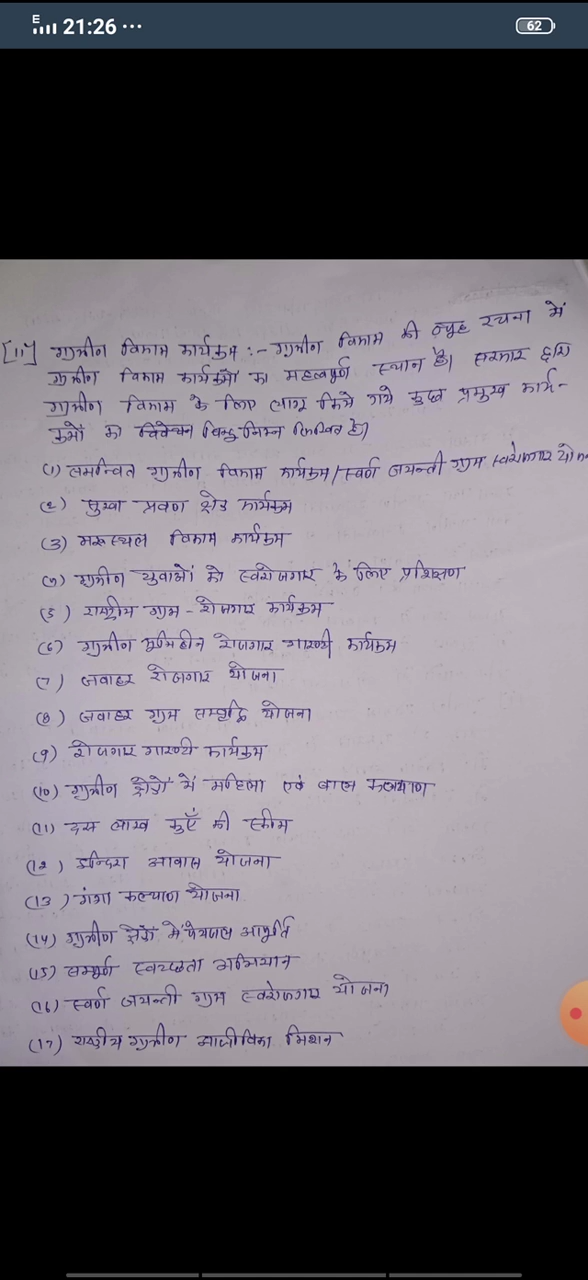 21:26 ...
62
[11] ग्रामीण विकास कार्यक्रम :- ग्रामीण विकास की व्यूह रचना में
ग्रामीण विकास कार्यक्रमों का महत्वपूर्ण स्थान है। सरकार द्वारा
ग्रामीण विकास के लिए लागू किये गये कुछ प्रमुख कार्य-
क्रमों का विवेचन बिन्दु निम्न लिखित है।
(1) समन्वित ग्रामीण विकास कार्यक्रम/स्वर्ण जयन्ती ग्राम स्वरोजगार
(2) सूखा प्रवण क्षेत्र कार्यक्रम
(3) मरूस्थल विकास कार्यक्रम
(4) ग्रामीण युवाओं को स्वरोजगार के लिए प्रशिक्षण
(5) राष्ट्रीय ग्राम - रोजगार कार्यक्रम
(6) ग्रामीण भूमिहीन रोजगार गारण्टी कार्यक्रम
(7) जवाहर रोजगार योजना
(8) जवाहर ग्राम समृद्धि योजना
(9) रोजगार गारण्टी कार्यक्रम
(10) ग्रामीण क्षेत्रों में महिला एवं बाल कल्याण
(11) दस लाख कुएँ की स्कीम
(12) इन्दिरा आवास योजना
(13) गंगा कल्याण योजना
(14) ग्रामीण क्षेत्रों में पेयजल आपूर्ति
(15) सम्पूर्ण स्वच्छता अभियान
(16) स्वर्ण जयन्ती ग्राम स्वरोजगार योजना
(17) राष्ट्रीय ग्रामीण आजीविका मिशन